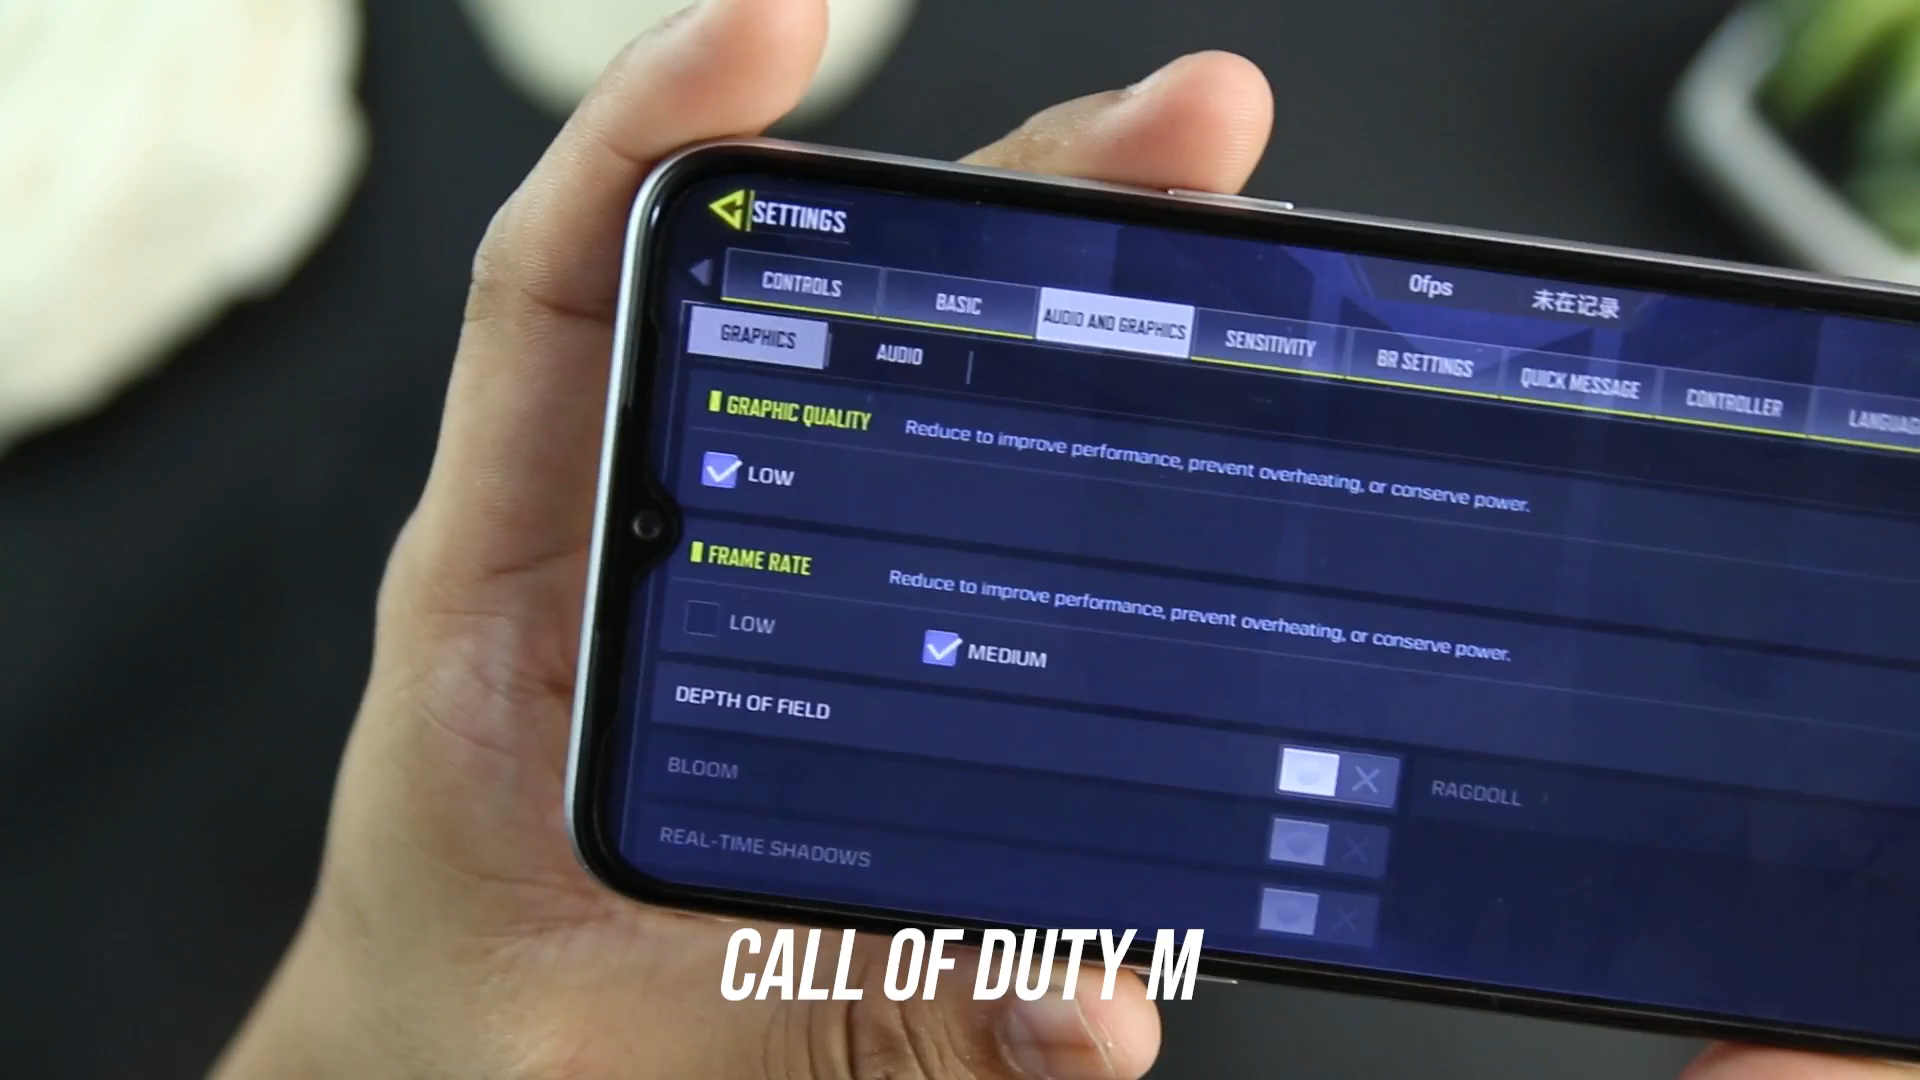 SETTINGS
0fps 未在记录
CONTROLS BASIC AUDIO AND GRAPHICS SENSITIVITY BR SETTINGS QUICK MESSAGE CONTROLLER LANGUAG
GRAPHICS AUDIO
GRAPHIC QUALITY Reduce to improve performance, prevent overheating, or conserve power.
LOW
FRAME RATE Reduce to improve performance, prevent overheating, or conserve power.
LOW MEDIUM
DEPTH OF FIELD
BLOOM RAGDOLL
REAL-TIME SHADOWS
CALL OF DUTY M